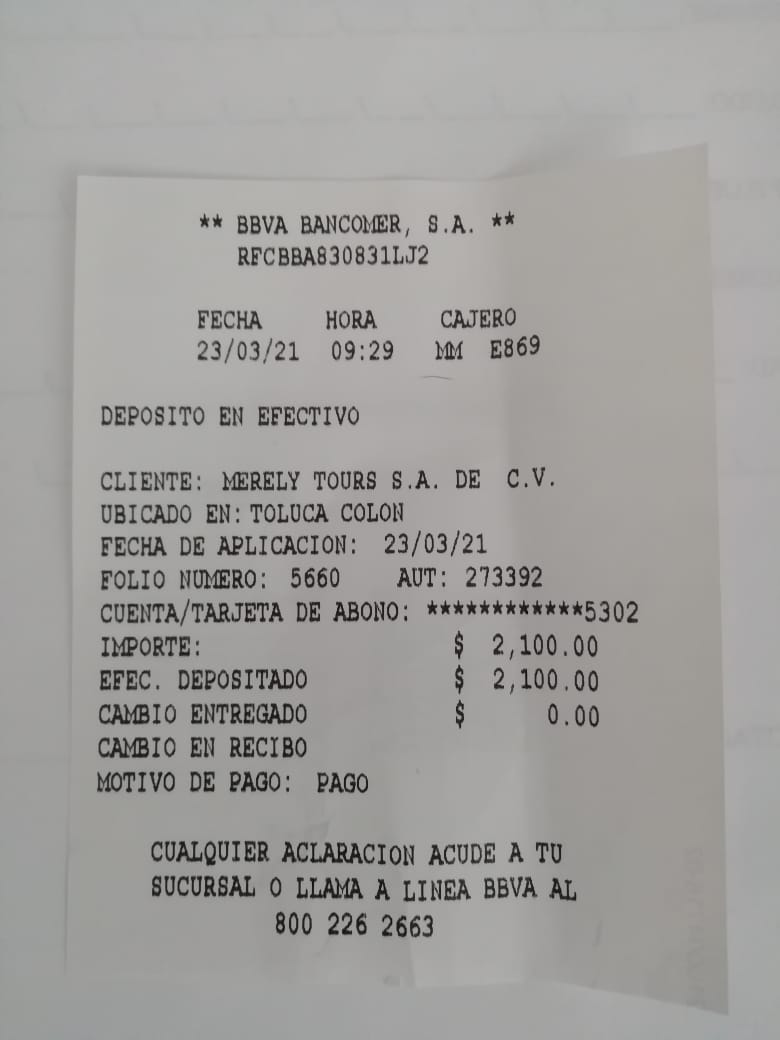 ** BBVA BANCOMER, S.A. **
RFCBBA830831LJ2
FECHA HORA CAJERO
23/03/21 09:29 MM E869
DEPOSITO EN EFECTIVO
CLIENTE: MERELY TOURS S.A. DE C.V.
UBICADO EN: TOLUCA COLON
FECHA DE APLICACION: 23/03/21
FOLIO NUMERO: 5660 AUT: 273392
CUENTA/TARJETA DE ABONO: ************5302
IMPORTE: $ 2,100.00
EFEC. DEPOSITADO $ 2,100.00
CAMBIO ENTREGADO $ 0.00
CAMBIO EN RECIBO
MOTIVO DE PAGO: PAGO
CUALQUIER ACLARACION ACUDE A TU
SUCURSAL O LLAMA A LINEA BBVA AL
800 226 2663